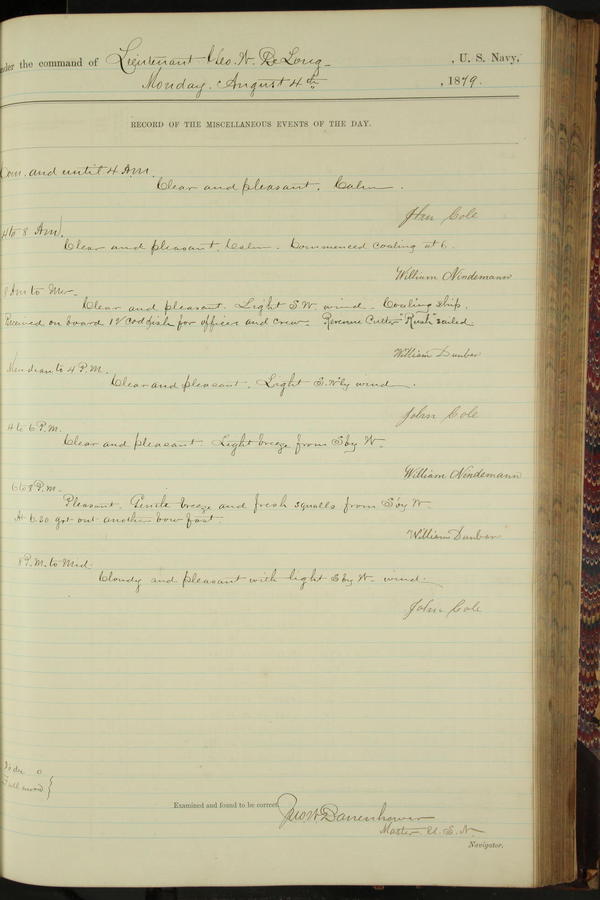 under the command of Lieutenant Geo. W. De Long , U. S. Navy,
Monday, August 4th , 1879.
RECORD OF THE MISCELLANEOUS EVENTS OF THE DAY.
Com. and until 4 A.M.
Clear and pleasant. Calm.
John Cole
4 to 8 A.M.
Clear and pleasant. Calm. Commenced coaling at 6.
William Nindemann
8 A.M. to Mer.
Clear and pleasant. Light S.W. wind. Coaling ship.
Received on board 12 codfish for officers and crew. Revenue Cutter "Rush" sailed.
William Dunbar
Meridian to 4 P.M.
Clear and pleasant. Light S.W'ly wind.
John Cole
4 to 6 P.M.
Clear and pleasant. Light breeze from S by W.
William Nindemann
6 to 8 P.M.
Pleasant. Gentle breeze and fresh squalls from S by W.
At 6.30 got out another bow fast.
William Dunbar
8 P.M. to Mid.
Cloudy and pleasant with light S by W. wind.
John Cole
Examined and found to be correct
Jno W Danenhower
Master U.S.N.
Navigator.